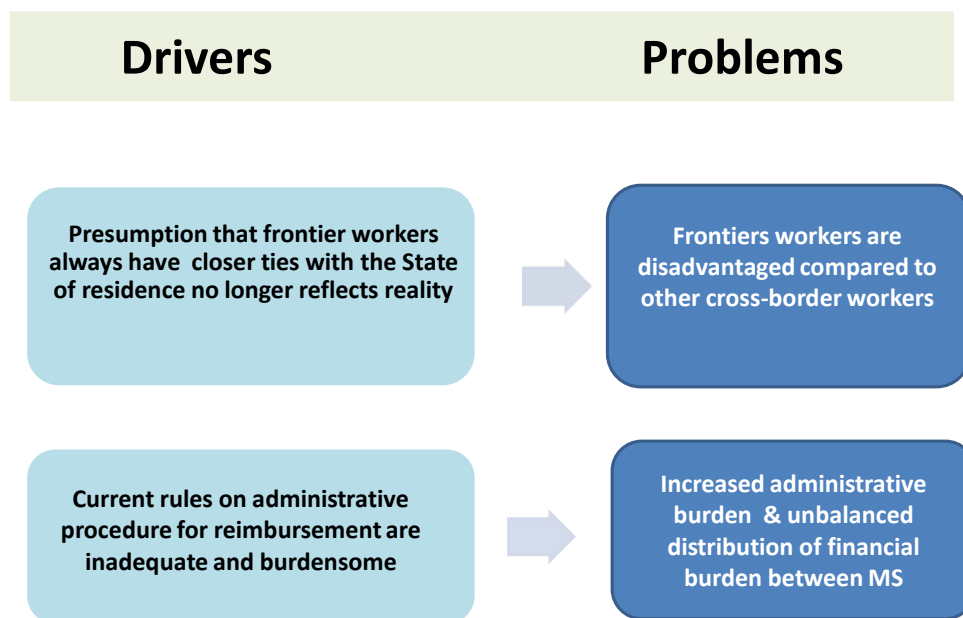 Drivers
Problems
Presumption that frontier workers
always have closer ties with the State
of residence no longer reflects reality
Frontiers workers are
disadvantaged compared to
other cross-border workers
Current rules on administrative
procedure for reimbursement are
inadequate and burdensome
Increased administrative
burden & unbalanced
distribution of financial
burden between MS